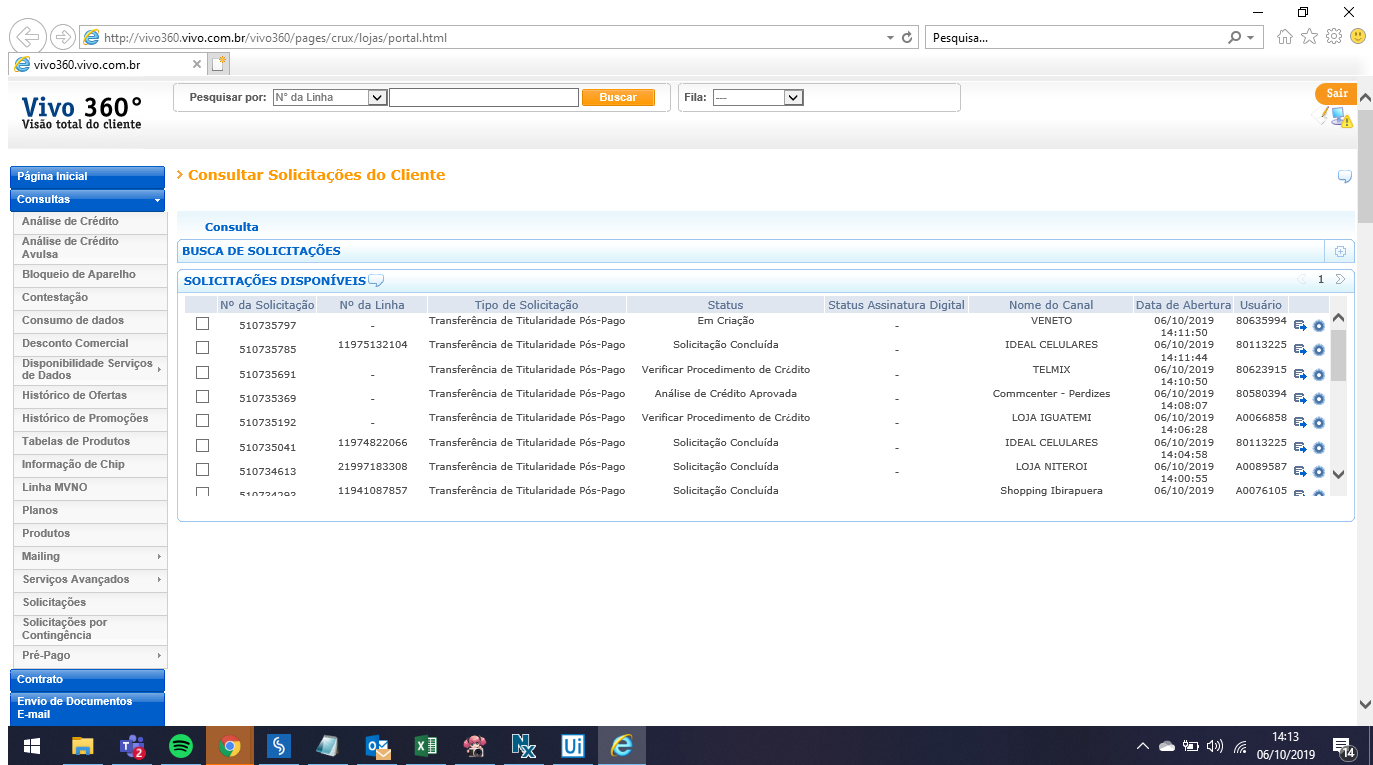 http://vivo360.vivo.com.br/vivo360/pages/crux/lojas/portal.html
Pesquisa...
vivo360.vivo.com.br
Vivo 360°
Visão total do cliente
Pesquisar por: N° da Linha Buscar Fila: --- Sair
Página Inicial
Consultas
Análise de Crédito
Análise de Crédito
Avulsa
Bloqueio de Aparelho
Contestação
Consumo de dados
Desconto Comercial
Disponibilidade Serviços
de Dados
Histórico de Ofertas
Histórico de Promoções
Tabelas de Produtos
Informação de Chip
Linha MVNO
Planos
Produtos
Mailing
Serviços Avançados
Solicitações
Solicitações por
Contingência
Pré-Pago
Contrato
Envio de Documentos
E-mail
> Consultar Solicitações do Cliente
Consulta
BUSCA DE SOLICITAÇÕES
SOLICITAÇÕES DISPONÍVEIS 1
Nº da Solicitação Nº da Linha Tipo de Solicitação Status Status Assinatura Digital Nome do Canal Data de Abertura Usuário
510735797 - Transferência de Titularidade Pós-Pago Em Criação - VENETO 06/10/2019 80635994
14:11:50
510735785 11975132104 Transferência de Titularidade Pós-Pago Solicitação Concluída - IDEAL CELULARES 06/10/2019 80113225
14:11:44
510735691 - Transferência de Titularidade Pós-Pago Verificar Procedimento de Crédito - TELMIX 06/10/2019 80623915
14:10:50
510735369 - Transferência de Titularidade Pós-Pago Análise de Crédito Aprovada - Commcenter - Perdizes 06/10/2019 80580394
14:08:07
510735192 - Transferência de Titularidade Pós-Pago Verificar Procedimento de Crédito - LOJA IGUATEMI 06/10/2019 A0066858
14:06:28
510735041 11974822066 Transferência de Titularidade Pós-Pago Solicitação Concluída - IDEAL CELULARES 06/10/2019 80113225
14:04:58
510734613 21997183308 Transferência de Titularidade Pós-Pago Solicitação Concluída - LOJA NITEROI 06/10/2019 A0089587
14:00:55
510734293 11941087857 Transferência de Titularidade Pós-Pago Solicitação Concluída Shopping Ibirapuera 06/10/2019 A0076105
14:13
06/10/2019
2
14